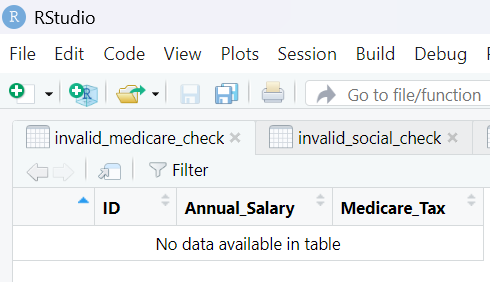 RStudio
File Edit Code View Plots Session Build Debug
Go to file/function
invalid_medicare_check invalid_social_check
Filter
ID Annual_Salary Medicare_Tax
No data available in table